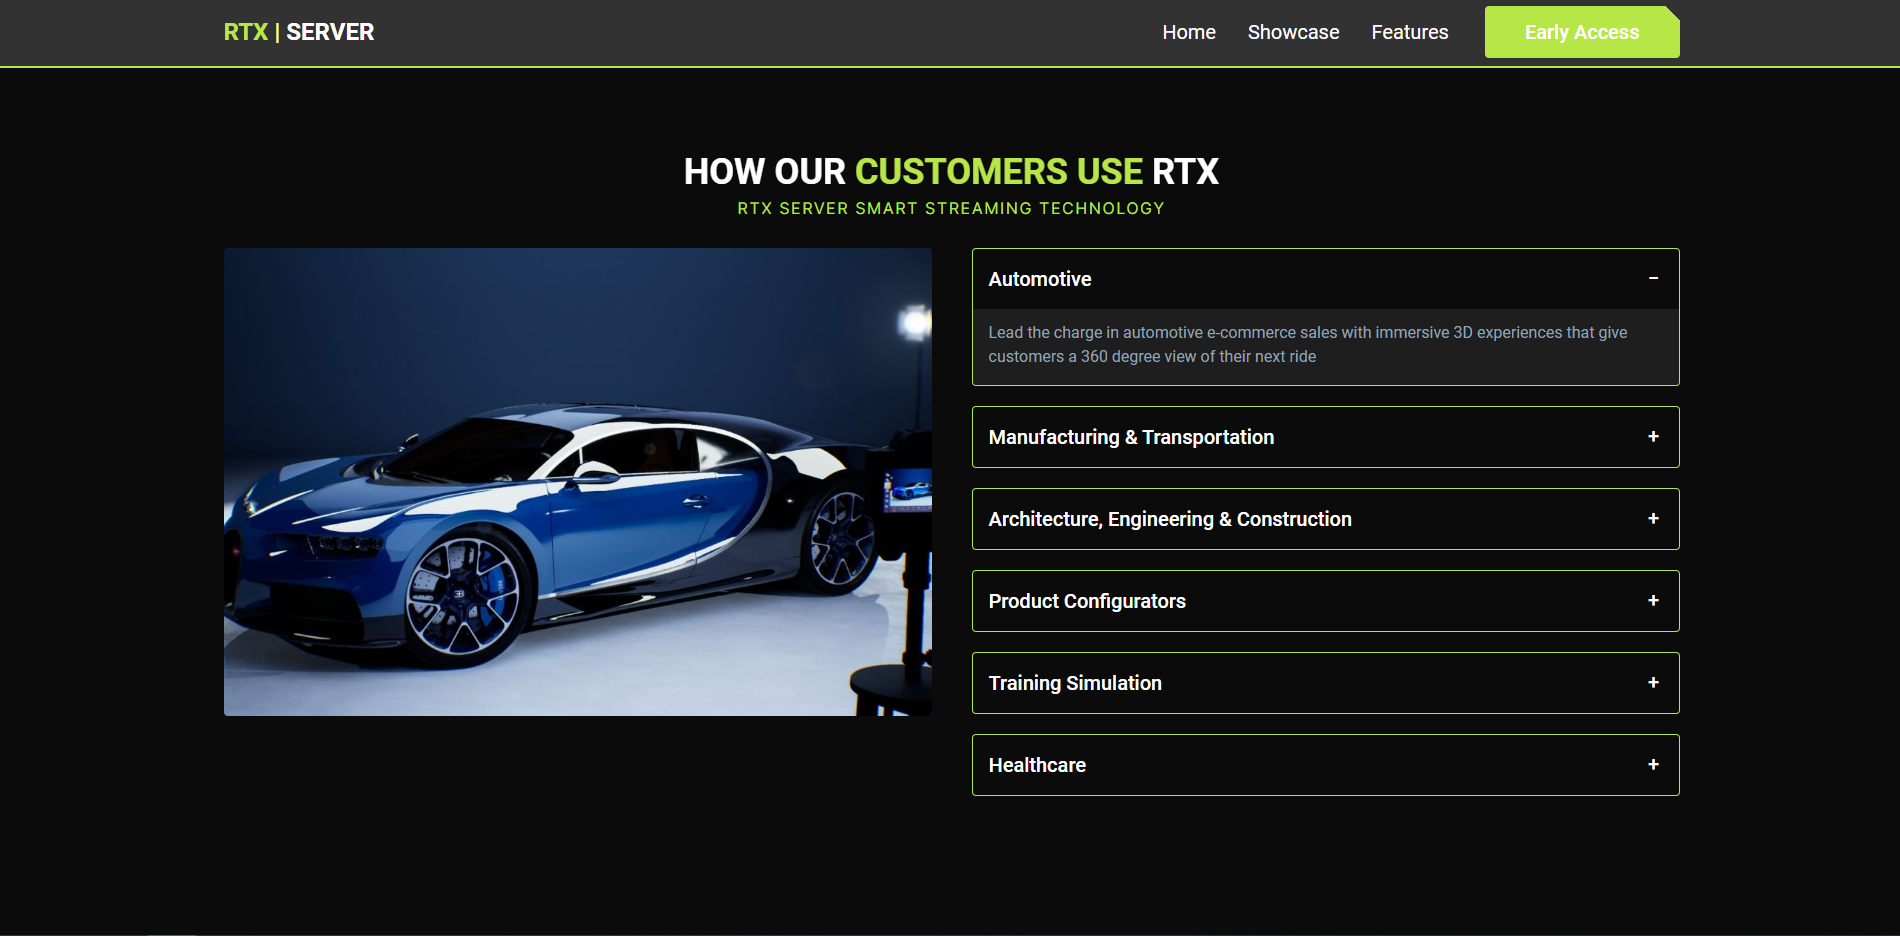 RTX | SERVER
Home Showcase Features Early Access
HOW OUR CUSTOMERS USE RTX
RTX SERVER SMART STREAMING TECHNOLOGY
Automotive −
Lead the charge in automotive e-commerce sales with immersive 3D experiences that give
customers a 360 degree view of their next ride
Manufacturing & Transportation +
Architecture, Engineering & Construction +
Product Configurators +
Training Simulation +
Healthcare +